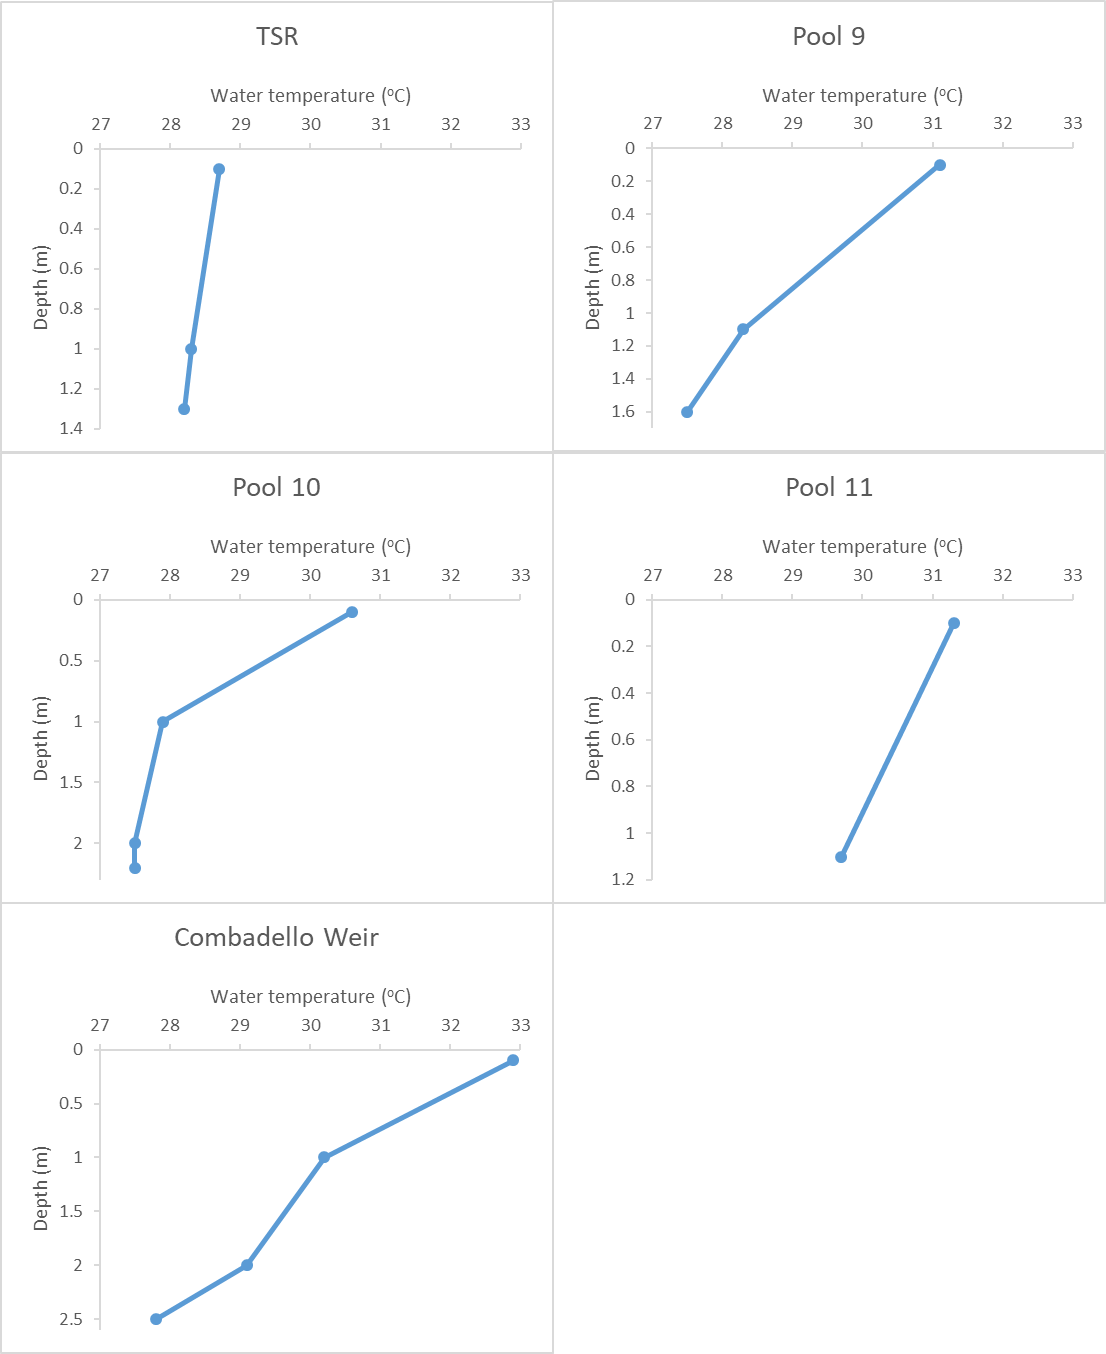 TSR
Water temperature (ºC)
27 28 29 30 31 32 33
0
0.2
0.4
0.6
0.8
1
1.2
1.4
Depth (m)
Pool 9
Water temperature (ºC)
27 28 29 30 31 32 33
0
0.2
0.4
0.6
0.8
1
1.2
1.4
1.6
Depth (m)
Pool 10
Water temperature (ºC)
27 28 29 30 31 32 33
0
0.5
1
1.5
2
Depth (m)
Pool 11
Water temperature (ºC)
27 28 29 30 31 32 33
0
0.2
0.4
0.6
0.8
1
1.2
Depth (m)
Combadello Weir
Water temperature (ºC)
27 28 29 30 31 32 33
0
0.5
1
1.5
2
2.5
Depth (m)